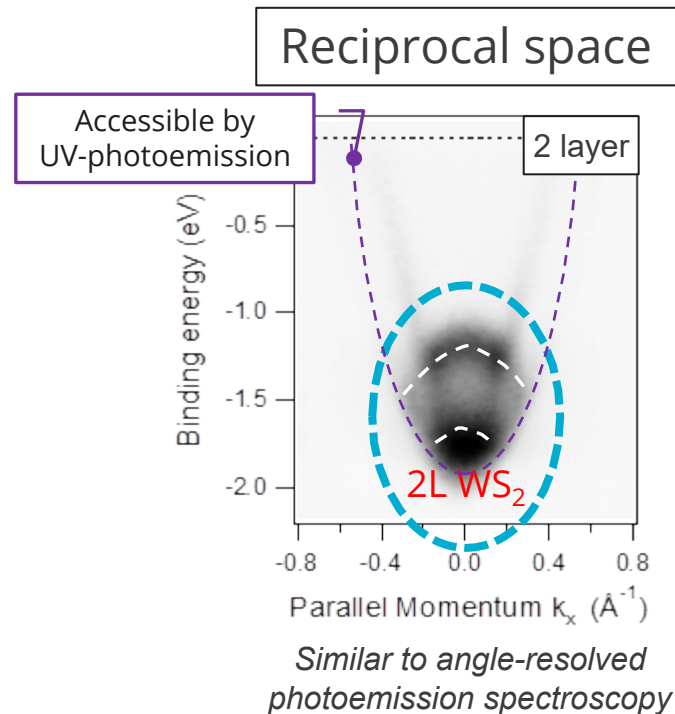 Reciprocal space
Accessible by
UV-photoemission
2 layer
Binding energy (eV)
-0.5
-1.0
-1.5
-2.0
2L WS₂
-0.8 -0.4 0.0 0.4 0.8
Parallel Momentum kₓ (Å⁻¹)
Similar to angle-resolved
photoemission spectroscopy